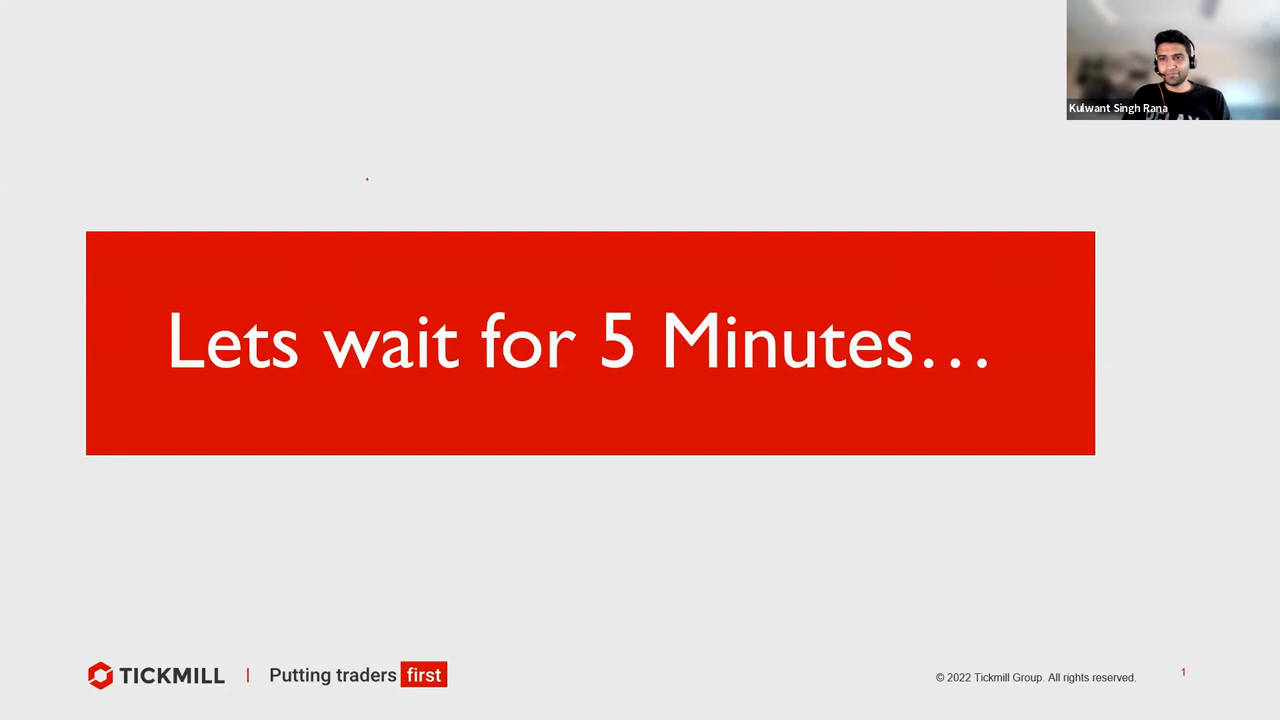 Kulwant Singh Rana
Lets wait for 5 Minutes...
TICKMILL | Putting traders first
© 2022 Tickmill Group. All rights reserved.
1